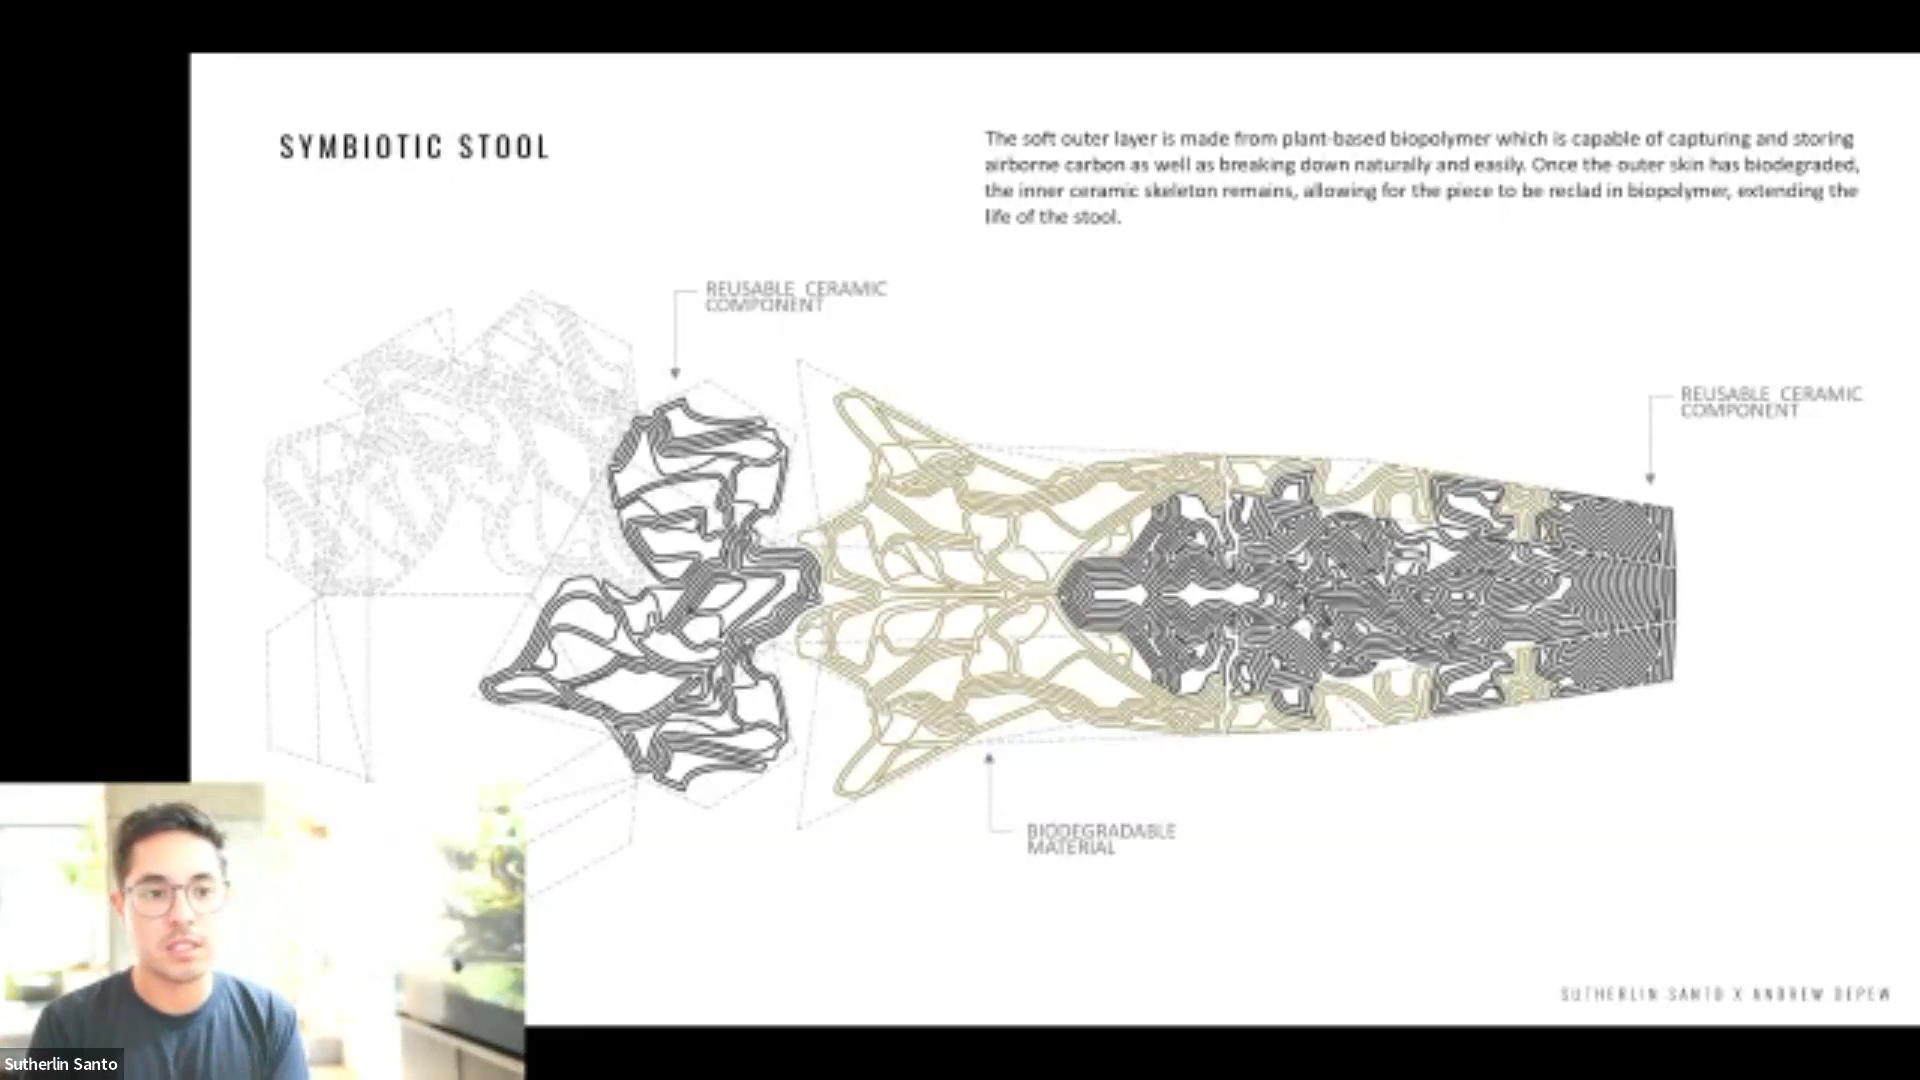 SYMBIOTIC STOOL
The soft outer layer is made from plant-based biopolymer which is capable of capturing and storing
airborne carbon as well as breaking down naturally and easily. Once the outer skin has biodegraded,
the inner ceramic skeleton remains, allowing for the piece to be reclad in biopolymer, extending the
life of the stool.
REUSABLE CERAMIC
COMPONENT
REUSABLE CERAMIC
COMPONENT
BIODEGRADABLE
MATERIAL
SUTHERLIN SANTO X ANDREW DEPEW
Sutherlin Santo